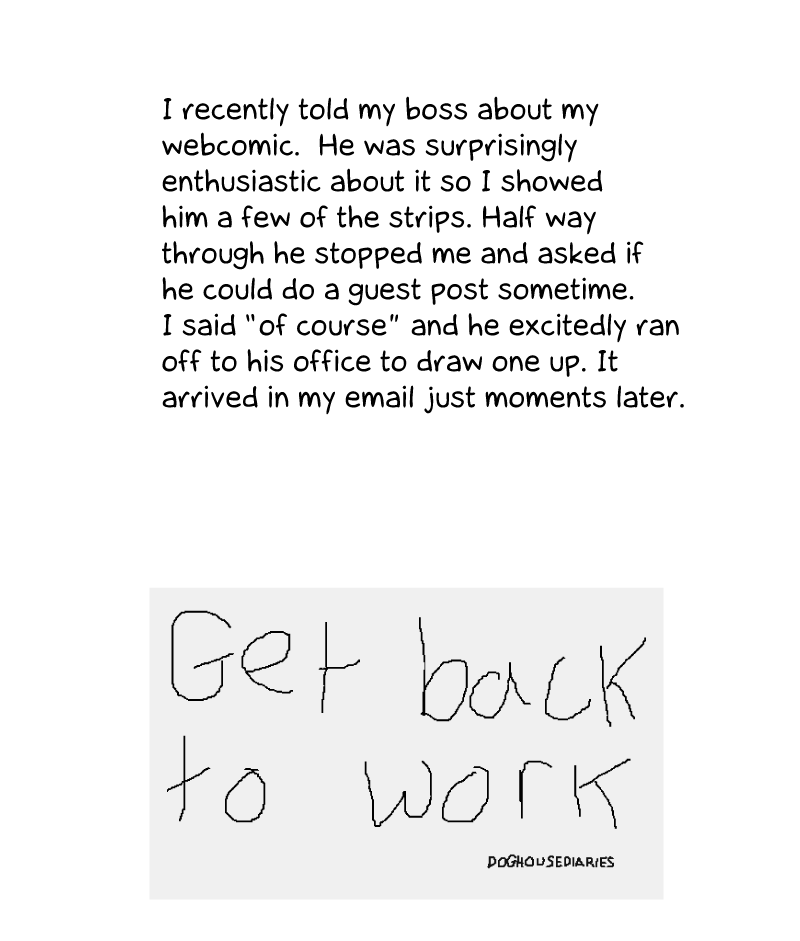 I recently told my boss about my
webcomic.  He was surprisingly
enthusiastic about it so I showed
him a few of the strips. Half way
through he stopped me and asked if
he could do a guest post sometime.
I said "of course" and he excitedly ran
off to his office to draw one up. It
arrived in my email just moments later.
Get back
to work
DOGHOUSEDIARIES